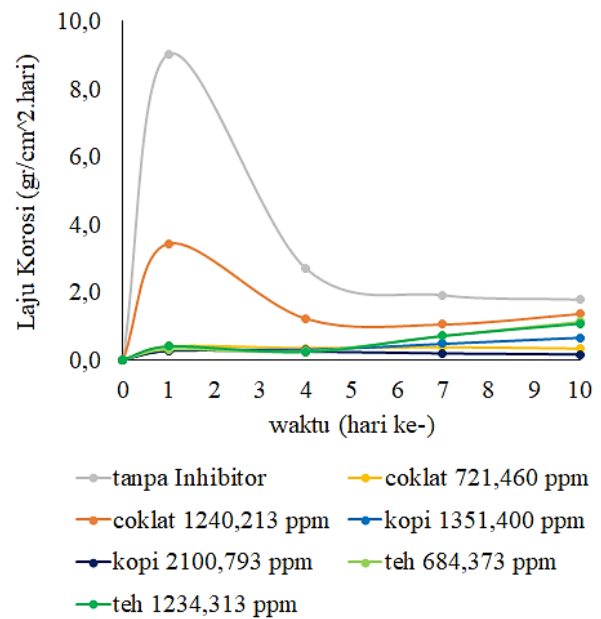 10,0
8,0
6,0
4,0
2,0
0,0
Laju Korosi (gr/cm^2.hari)
0 1 2 3 4 5 6 7 8 9 10
waktu (hari ke-)
tanpa Inhibitor
coklat 721,460 ppm
coklat 1240,213 ppm
kopi 1351,400 ppm
kopi 2100,793 ppm
teh 684,373 ppm
teh 1234,313 ppm